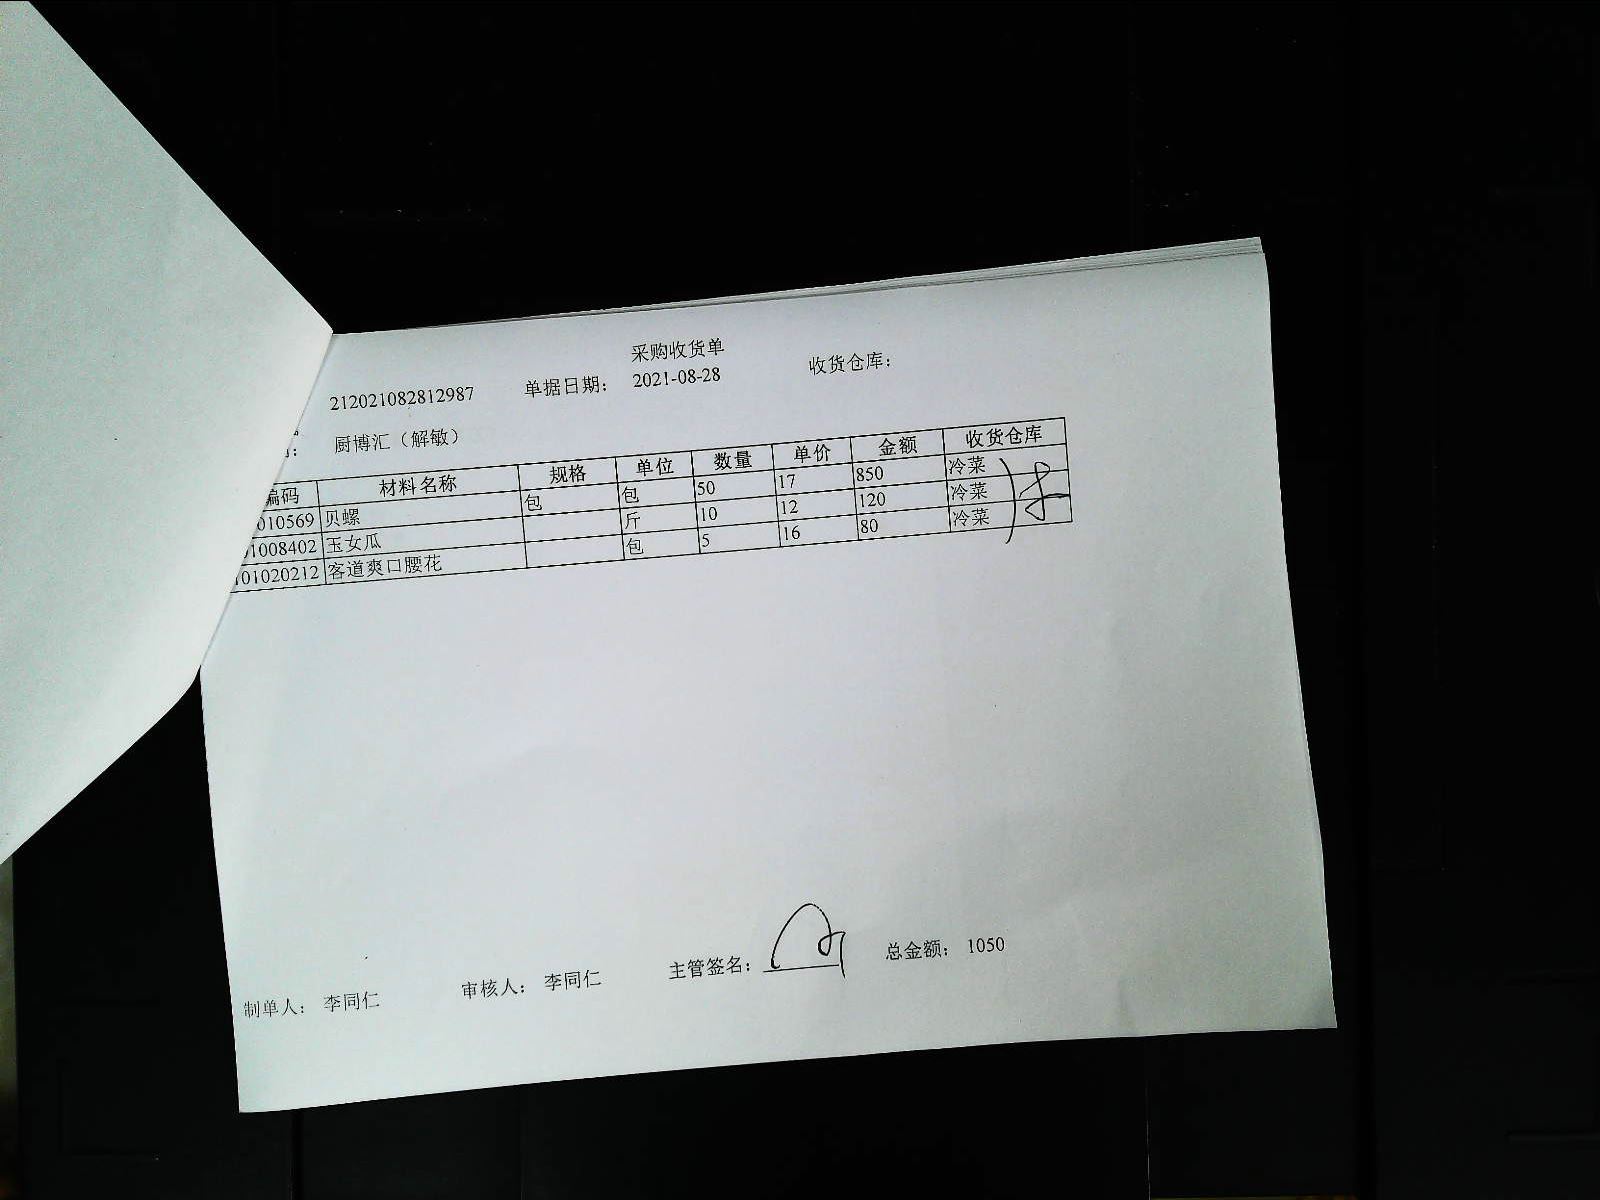 采购收货单
212021082812987 单据日期: 2021-08-28 收货仓库:
厨博汇（解敏）
编码 材料名称 规格 单位 数量 单价 金额 收货仓库
010569 贝螺 包 包 50 17 850 冷菜
01008402 玉女瓜 斤 10 12 120 冷菜
101020212 客道爽口腰花 包 5 16 80 冷菜
制单人: 李同仁 审核人: 李同仁 主管签名: 总金额: 1050